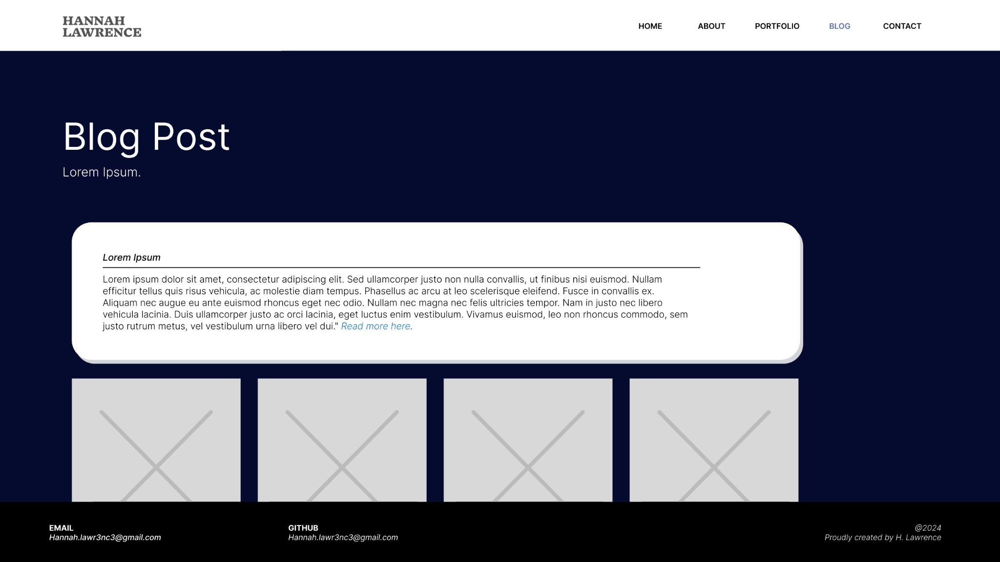 HANNAH
LAWRENCE
HOME ABOUT PORTFOLIO BLOG CONTACT
Blog Post
Lorem Ipsum.
Lorem Ipsum
Lorem ipsum dolor sit amet, consectetur adipiscing elit. Sed ullamcorper justo non nulla convallis, ut finibus nisi euismod. Nullam
efficitur tellus quis risus vehicula, ac molestie diam tempus. Phasellus ac arcu at leo scelerisque eleifend. Fusce in convallis ex.
Aliquam nec augue eu ante euismod rhoncus eget nec odio. Nullam nec magna nec felis ultricies tempor. Nam in justo nec libero
vehicula lacinia. Duis ullamcorper justo ac orci lacinia, eget luctus enim vestibulum. Vivamus euismod, leo non rhoncus commodo, sem
justo rutrum metus, vel vestibulum urna libero vel dui." Read more here.
EMAIL
Hannah.lawr3nc3@gmail.com
GITHUB
Hannah.lawr3nc3@gmail.com
@2024
Proudly created by H. Lawrence